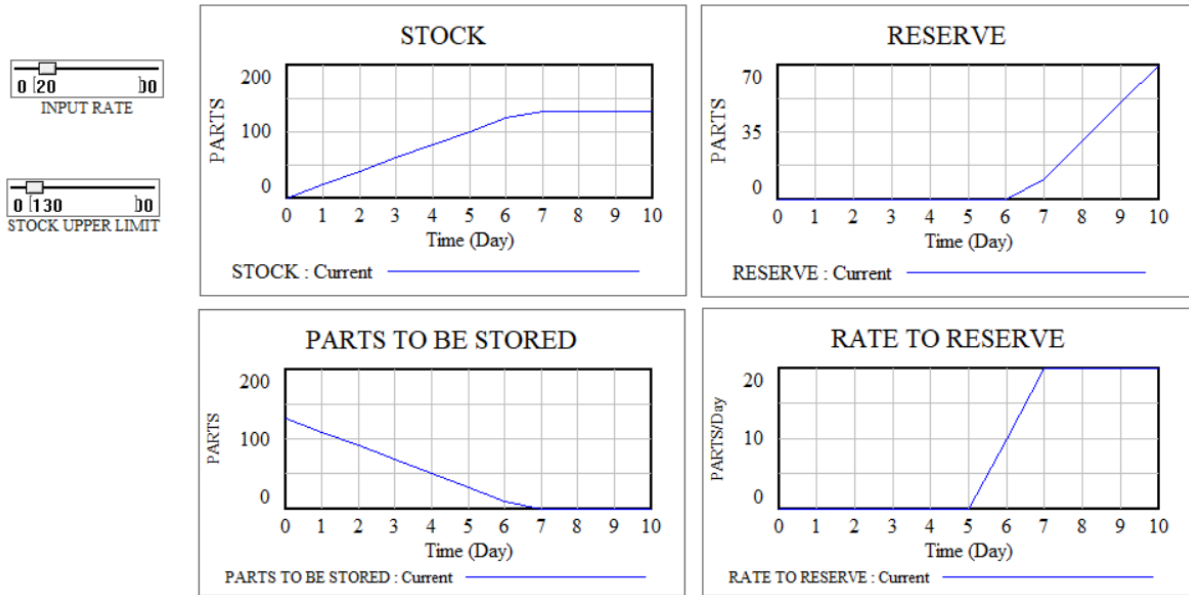 0 20 00
INPUT RATE
0 130 00
STOCK UPPER LIMIT
STOCK
PARTS
200
100
0
0 1 2 3 4 5 6 7 8 9 10
Time (Day)
STOCK : Current
RESERVE
PARTS
70
35
0
0 1 2 3 4 5 6 7 8 9 10
Time (Day)
RESERVE : Current
PARTS TO BE STORED
PARTS
200
100
0
0 1 2 3 4 5 6 7 8 9 10
Time (Day)
PARTS TO BE STORED : Current
RATE TO RESERVE
PARTS/Day
20
10
0
0 1 2 3 4 5 6 7 8 9 10
Time (Day)
RATE TO RESERVE : Current